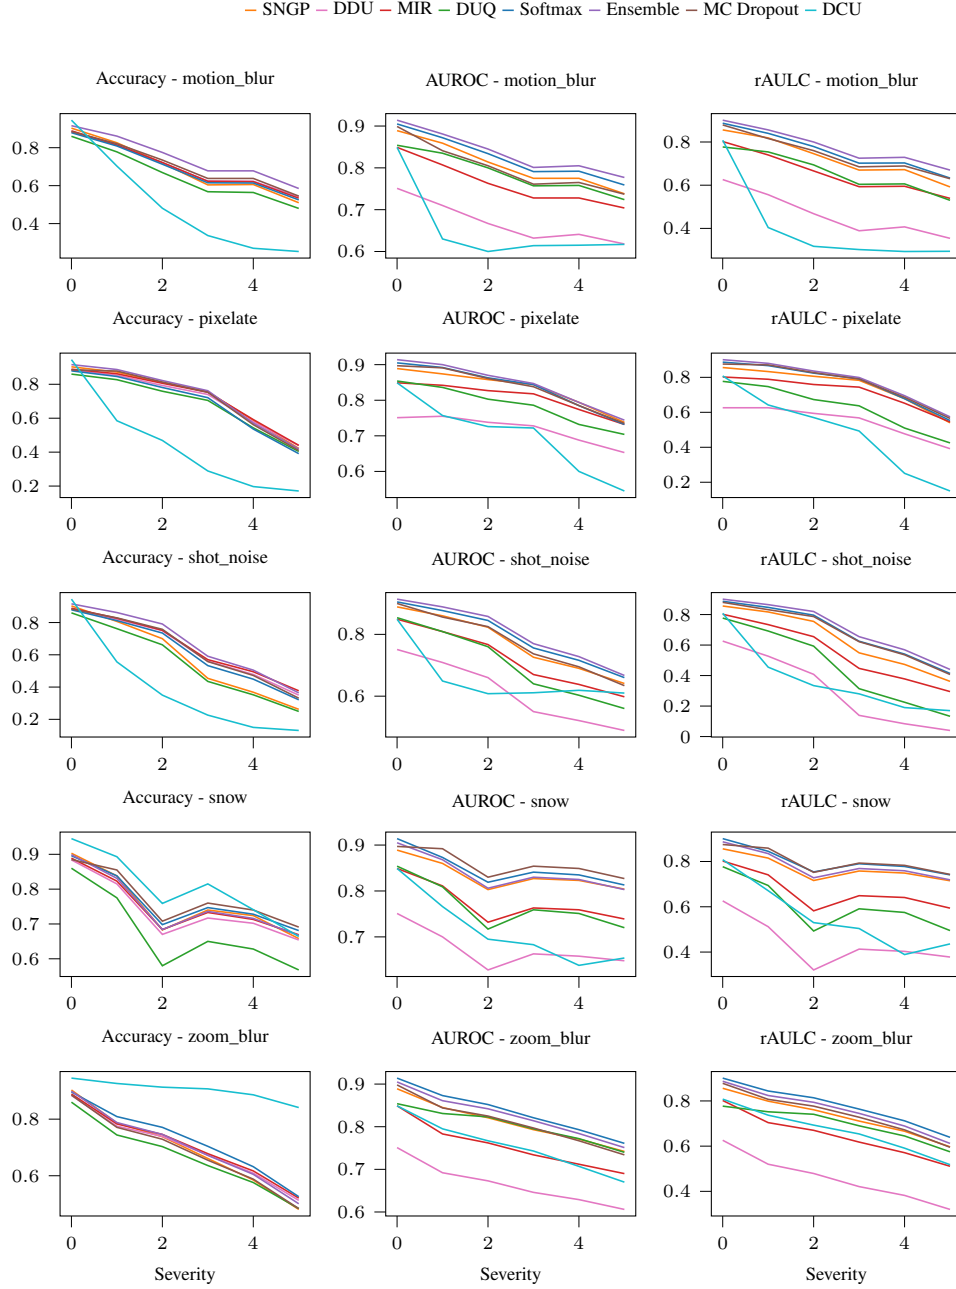 SNGP DDU MIR DUQ Softmax Ensemble MC Dropout DCU
Accuracy - motion_blur AUROC - motion_blur rAULC - motion_blur
0.8 0.6 0.4
0 2 4
0.9 0.8 0.7 0.6
0 2 4
0.8 0.6 0.4
0 2 4
Accuracy - pixelate AUROC - pixelate rAULC - pixelate
0.8 0.6 0.4 0.2
0 2 4
0.9 0.8 0.7 0.6
0 2 4
0.8 0.6 0.4 0.2
0 2 4
Accuracy - shot_noise AUROC - shot_noise rAULC - shot_noise
0.8 0.6 0.4 0.2
0 2 4
0.8 0.6
0 2 4
0.8 0.6 0.4 0.2 0
0 2 4
Accuracy - snow AUROC - snow rAULC - snow
0.9 0.8 0.7 0.6
0 2 4
0.9 0.8 0.7
0 2 4
0.8 0.6 0.4
0 2 4
Accuracy - zoom_blur AUROC - zoom_blur rAULC - zoom_blur
0.8 0.6
0 2 4
0.9 0.8 0.7 0.6
0 2 4
0.8 0.6 0.4
0 2 4
Severity Severity Severity